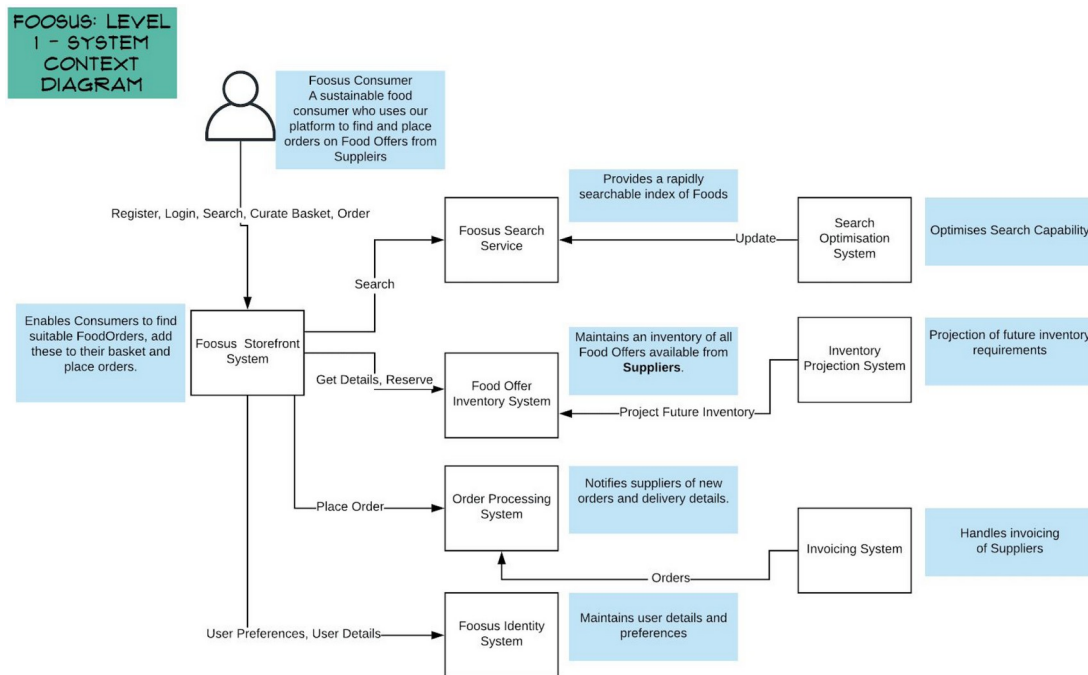 FOOSUS: LEVEL
1 - SYSTEM
CONTEXT
DIAGRAM
Foosus Consumer
A sustainable food
consumer who uses our
platform to find and place
orders on Food Offers from
Suppleirs
Register, Login, Search, Curate Basket, Order
Provides a rapidly
searchable index of Foods
Foosus Search
Service
Update
Search
Optimisation
System
Optimises Search Capability
Search
Enables Consumers to find
suitable FoodOrders, add
these to their basket and
place orders.
Foosus Storefront
System
Maintains an inventory of all
Food Offers available from
Suppliers.
Inventory
Projection System
Projection of future inventory
requirements
Get Details, Reserve
Food Offer
Inventory System
Project Future Inventory
Notifies suppliers of new
orders and delivery details.
Place Order
Order Processing
System
Invoicing System
Handles invoicing
of Suppliers
Orders
Maintains user details and
preferences
User Preferences, User Details
Foosus Identity
System